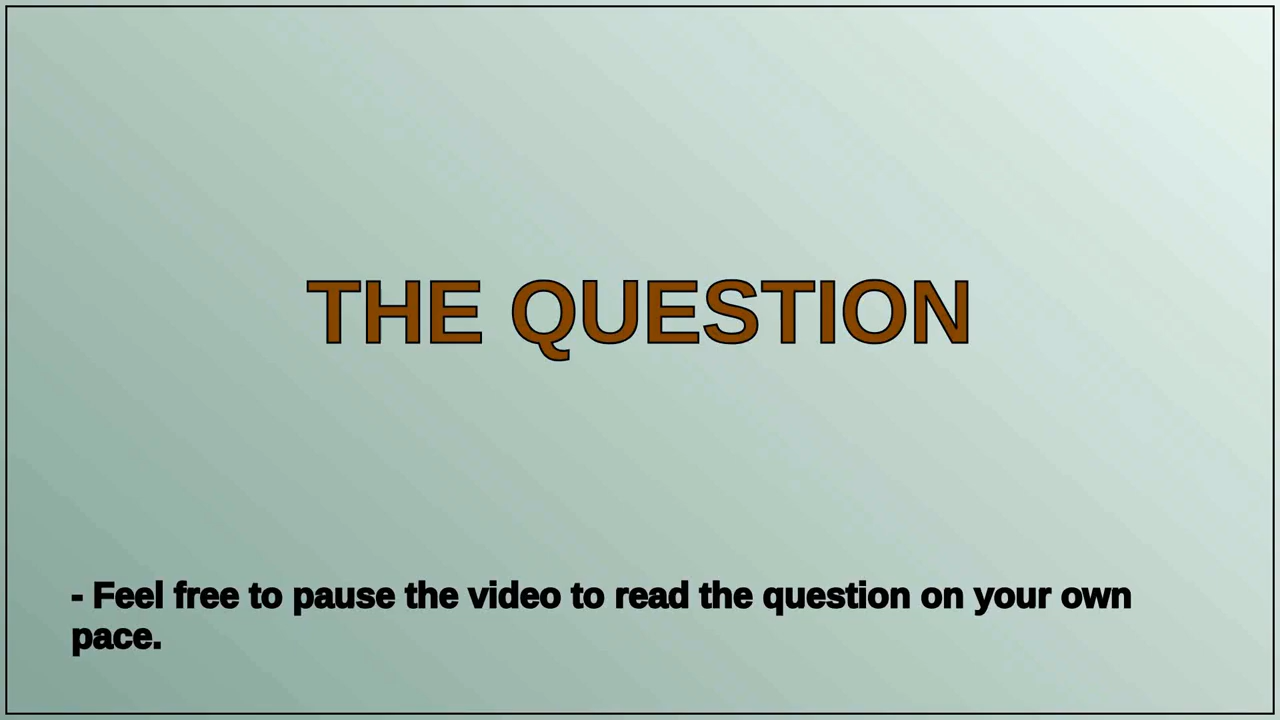 THE QUESTION
- Feel free to pause the video to read the question on your own
pace.